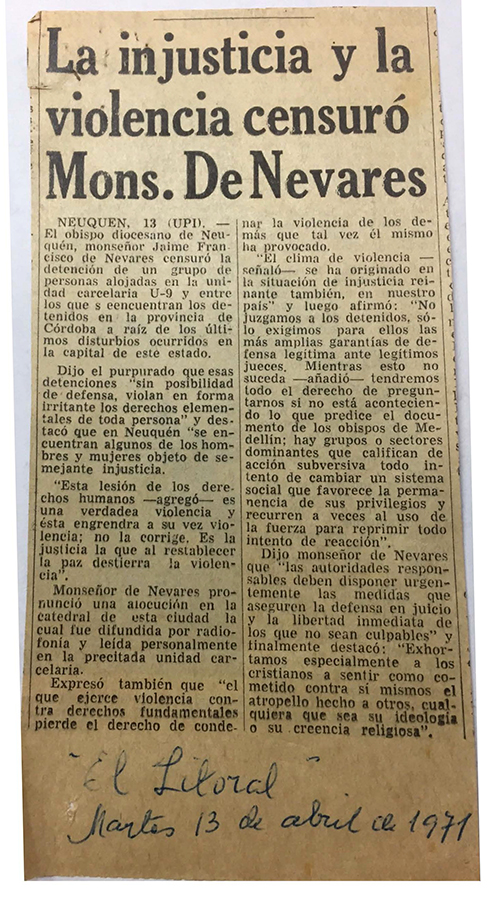 La injusticia y la
violencia censuró
Mons. De Nevares
NEUQUEN, 13 (UPI). —
El obispo diocesano de Neu-
quén, monseñor Jaime Fran-
cisco de Nevares censuró la
detención de un grupo de
personas alojadas en la uni-
dad carcelaria U-9 y entre
los que s eencuentran los de-
tenidos en la provincia de
Córdoba a raíz de los últi-
mos disturbios ocurridos en
la capital de este estado.
Dijo el purpurado que esas
detenciones "sin posibilidad
de defensa, violan en forma
irritante los derechos elemen-
tales de toda persona" y des-
tacó que en Neuquén "se en-
cuentran algunos de los hom-
bres y mujeres objeto de se-
mejante injusticia.
"Esta lesión de los dere-
chos humanos —agregó— es
una verdadea violencia y
ésta engendra a su vez vio-
lencia; no la corrige. Es la
justicia la que al restablecer
la paz destierra la violen-
cia".
Monseñor de Nevares pro-
nunció una alocución en la
catedral de esta ciudad la
cual fue difundida por radio-
fonía y leída personalmente
en la precitada unidad car-
celaria.
Expresó también que "el
que ejerce violencia con-
tra derechos fundamentales
pierde el derecho de conde-
nar la violencia de los de-
más que tal vez él mismo
ha provocado.
"El clima de violencia —
señaló— se ha originado en
la situación de injusticia rei-
nante también, en nuestro
país" y luego afirmó: "No
juzgamos a los detenidos, só-
lo exigimos para ellos las
más amplias garantías de de-
fensa legítima ante legítimos
jueces. Mientras esto no
suceda —añadió— tendremos
todo el derecho de pregun-
tarnos si no está acontecien-
do lo que predice el docu-
mento de los obispos de Me-
dellín; hay grupos o sectores
dominantes que califican de
acción subversiva todo in-
tento de cambiar un sistema
social que favorece la perma-
nencia de sus privilegios y
recurren a veces al uso de
la fuerza para reprimir todo
intento de reacción".
Dijo monseñor de Nevares
que "las autoridades respon-
sables deben disponer urgen-
temente las medidas que
aseguren la defensa en juicio
y la libertad inmediata de
los que no sean culpables" y
finalmente destacó: "Exhor-
tamos especialmente a los
cristianos a sentir como co-
metido contra sí mismos el
atropello hecho a otros, cual-
quiera que sea su ideología
o su creencia religiosa".
"El Litoral"
Martes 13 de abril de 1971